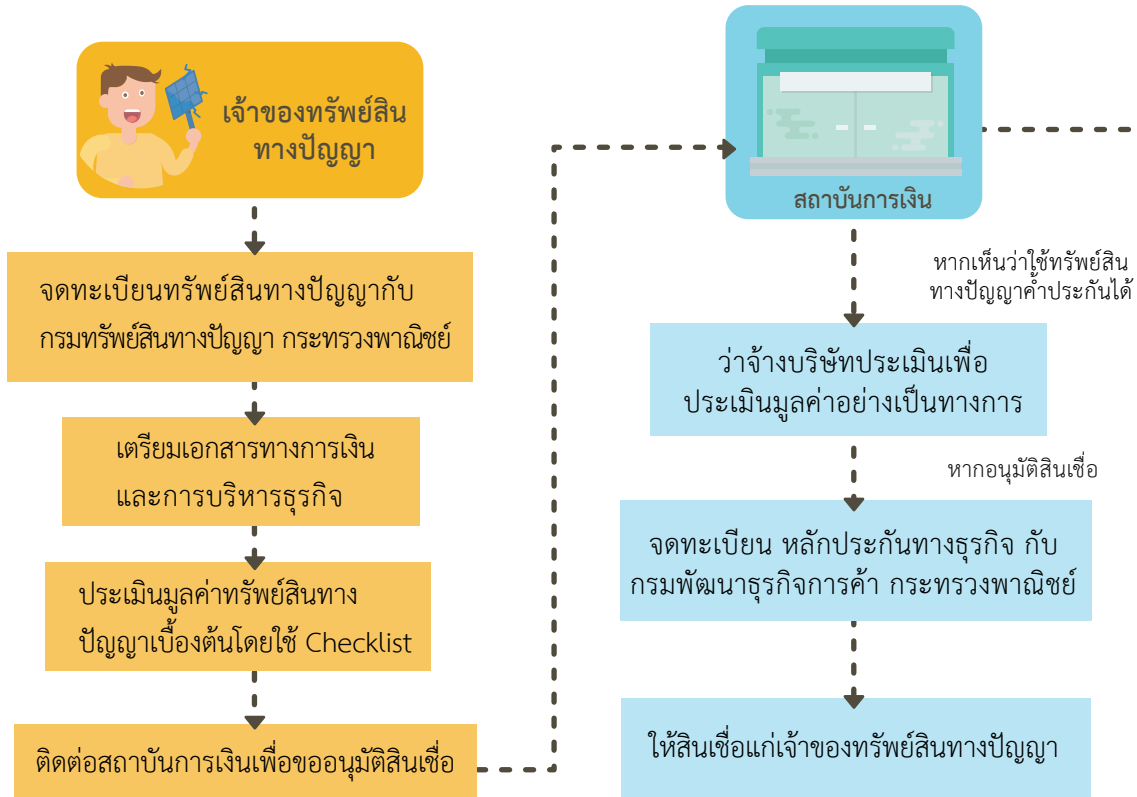 เจ้าของทรัพย์สิน
ทางปัญญา
จดทะเบียนทรัพย์สินทางปัญญากับ
กรมทรัพย์สินทางปัญญา กระทรวงพาณิชย์
เตรียมเอกสารทางการเงิน
และการบริหารธุรกิจ
ประเมินมูลค่าทรัพย์สินทาง
ปัญญาเบื้องต้นโดยใช้ Checklist
ติดต่อสถาบันการเงินเพื่อขออนุมัติสินเชื่อ
สถาบันการเงิน
หากเห็นว่าใช้ทรัพย์สิน
ทางปัญญาค้ำประกันได้
ว่าจ้างบริษัทประเมินเพื่อ
ประเมินมูลค่าอย่างเป็นทางการ
หากอนุมัติสินเชื่อ
จดทะเบียน หลักประกันทางธุรกิจ กับ
กรมพัฒนาธุรกิจการค้า กระทรวงพาณิชย์
ให้สินเชื่อแก่เจ้าของทรัพย์สินทางปัญญา